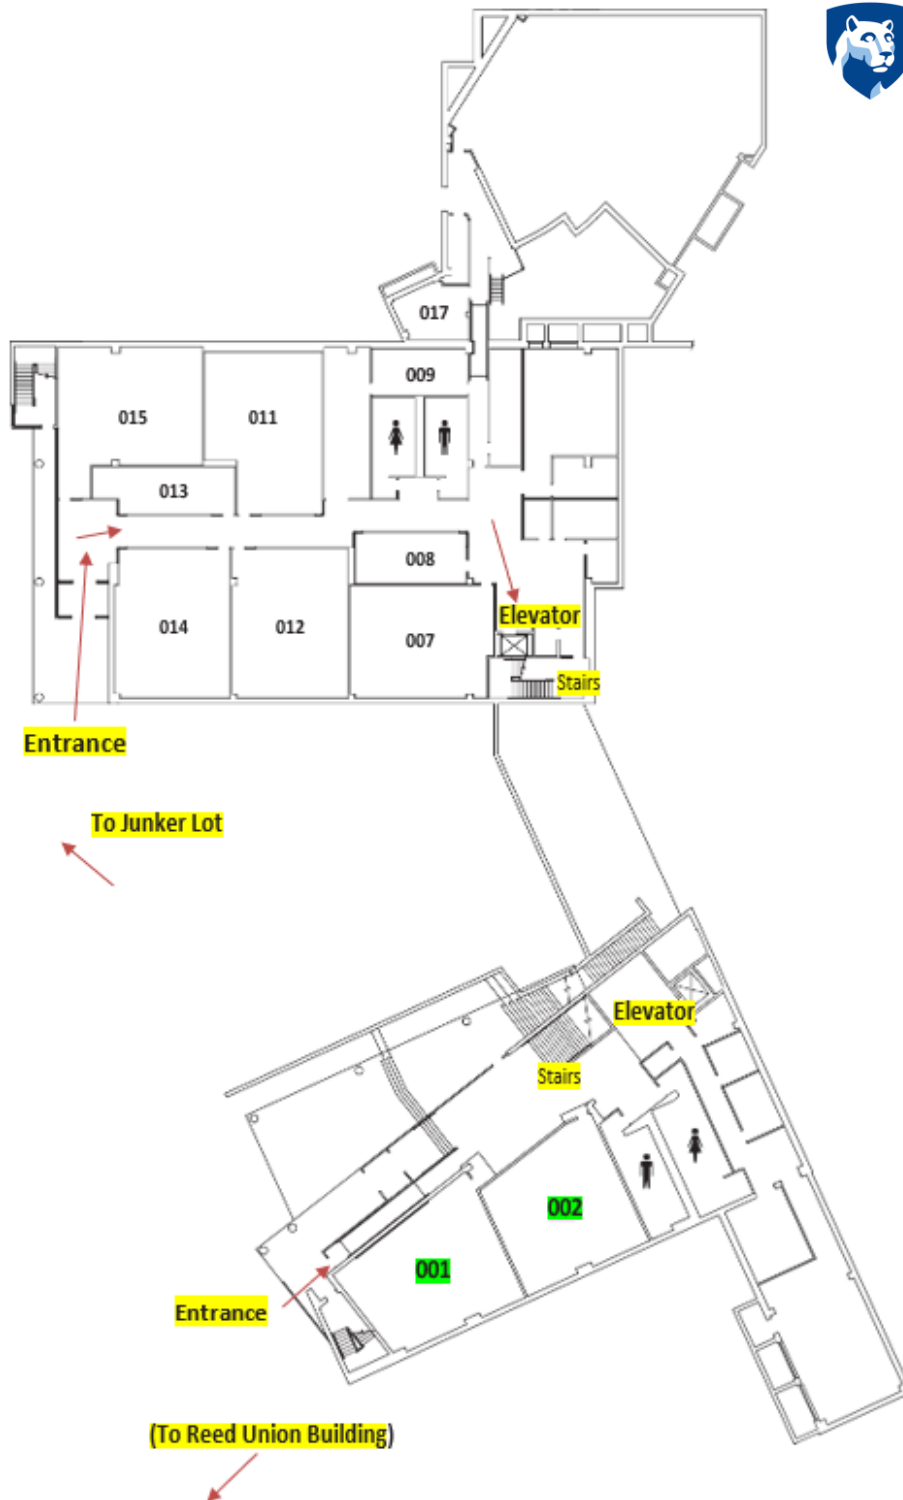 017
009
015
011
013
008
Elevator
014
012
007
Stairs
Entrance
To Junker Lot
Elevator
Stairs
002
001
Entrance
(To Reed Union Building)